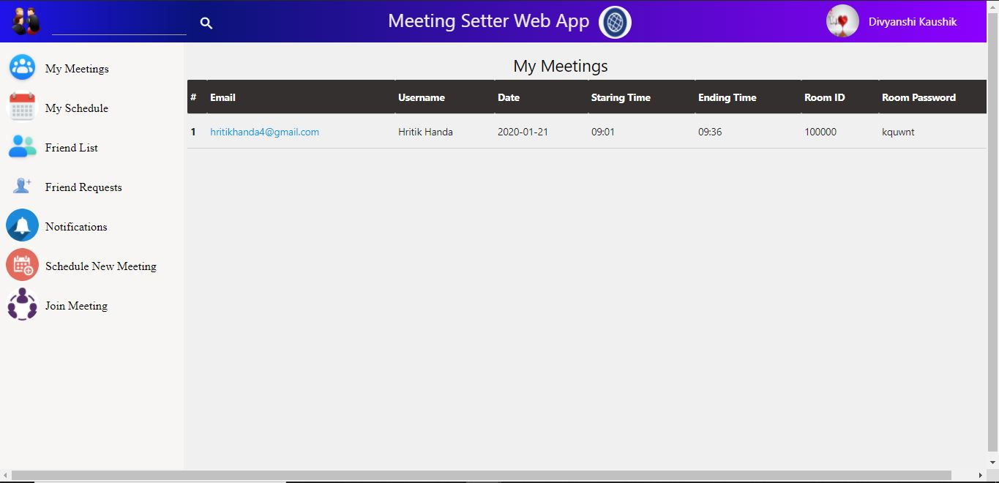 Meeting Setter Web App
Divyanshi Kaushik
My Meetings
My Schedule
Friend List
Friend Requests
Notifications
Schedule New Meeting
Join Meeting
My Meetings
# Email Username Date Staring Time Ending Time Room ID Room Password
1 hritikhanda4@gmail.com Hritik Handa 2020-01-21 09:01 09:36 100000 kquwnt